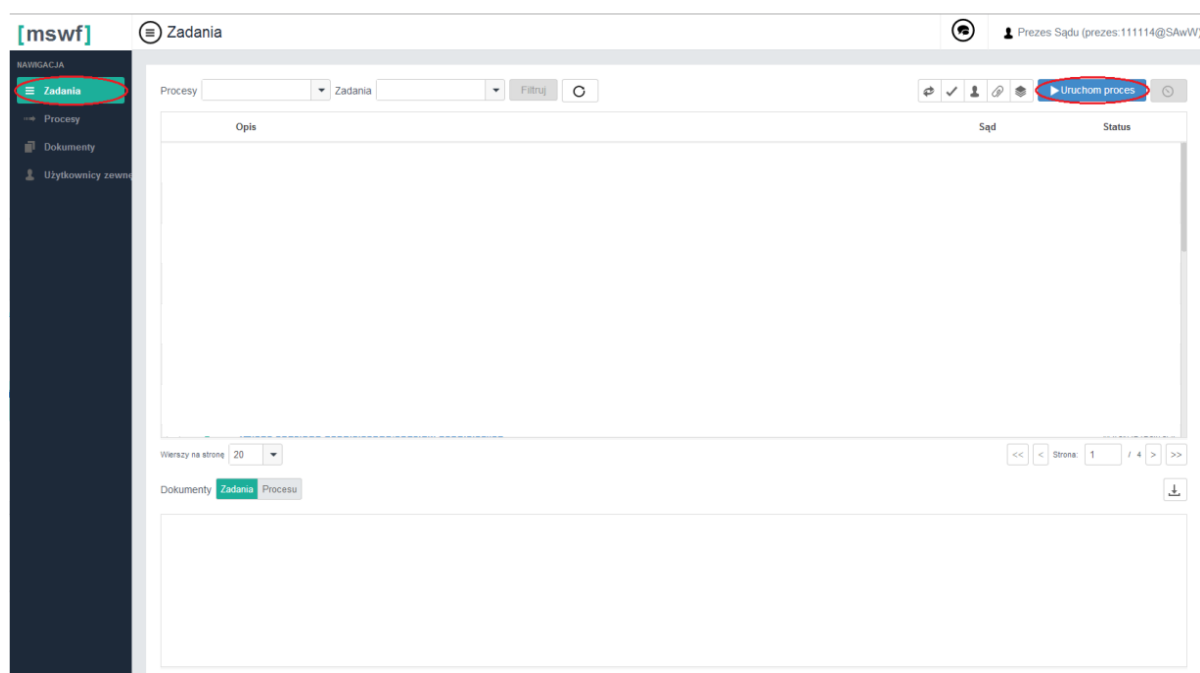 [mswf]
Zadania
Prezes Sądu (prezes:111114@SAwW)
NAWIGACJA
Zadania
Procesy
Dokumenty
Użytkownicy zewnę
Procesy
Zadania
Filtruj
Uruchom proces
Opis
Sąd
Status
Wierszy na stronę 20
<< < Strona: 1 / 4 > >>
Dokumenty Zadania Procesu